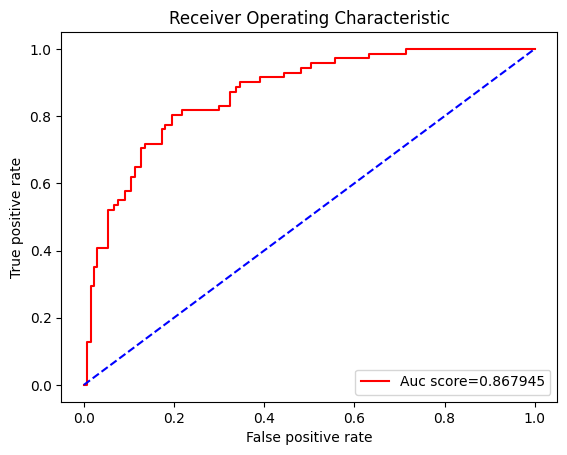 Receiver Operating Characteristic
1.0
0.8
0.6
0.4
0.2
0.0
True positive rate
Auc score=0.867945
0.0 0.2 0.4 0.6 0.8 1.0
False positive rate